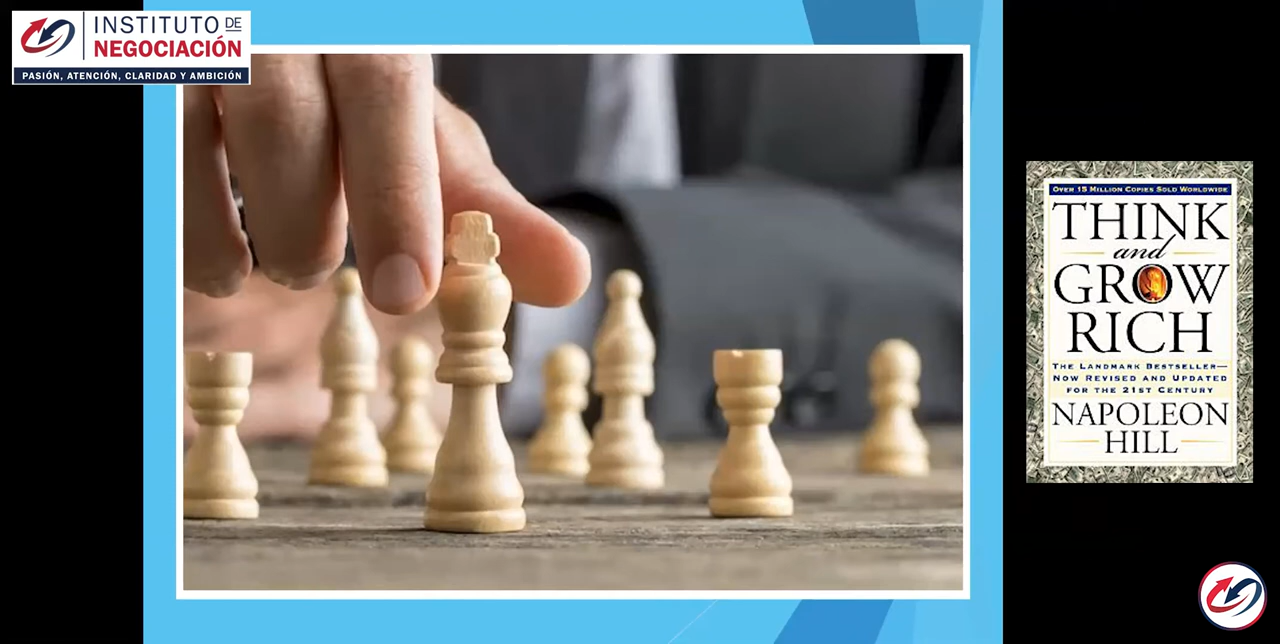 INSTITUTO DE
NEGOCIACIÓN
PASIÓN, ATENCIÓN, CLARIDAD Y AMBICIÓN
OVER 15 MILLION COPIES SOLD WORLDWIDE
THINK
and
GROW
RICH
THE LANDMARK BESTSELLER—
NOW REVISED AND UPDATED
FOR THE 21ST CENTURY
NAPOLEON
HILL